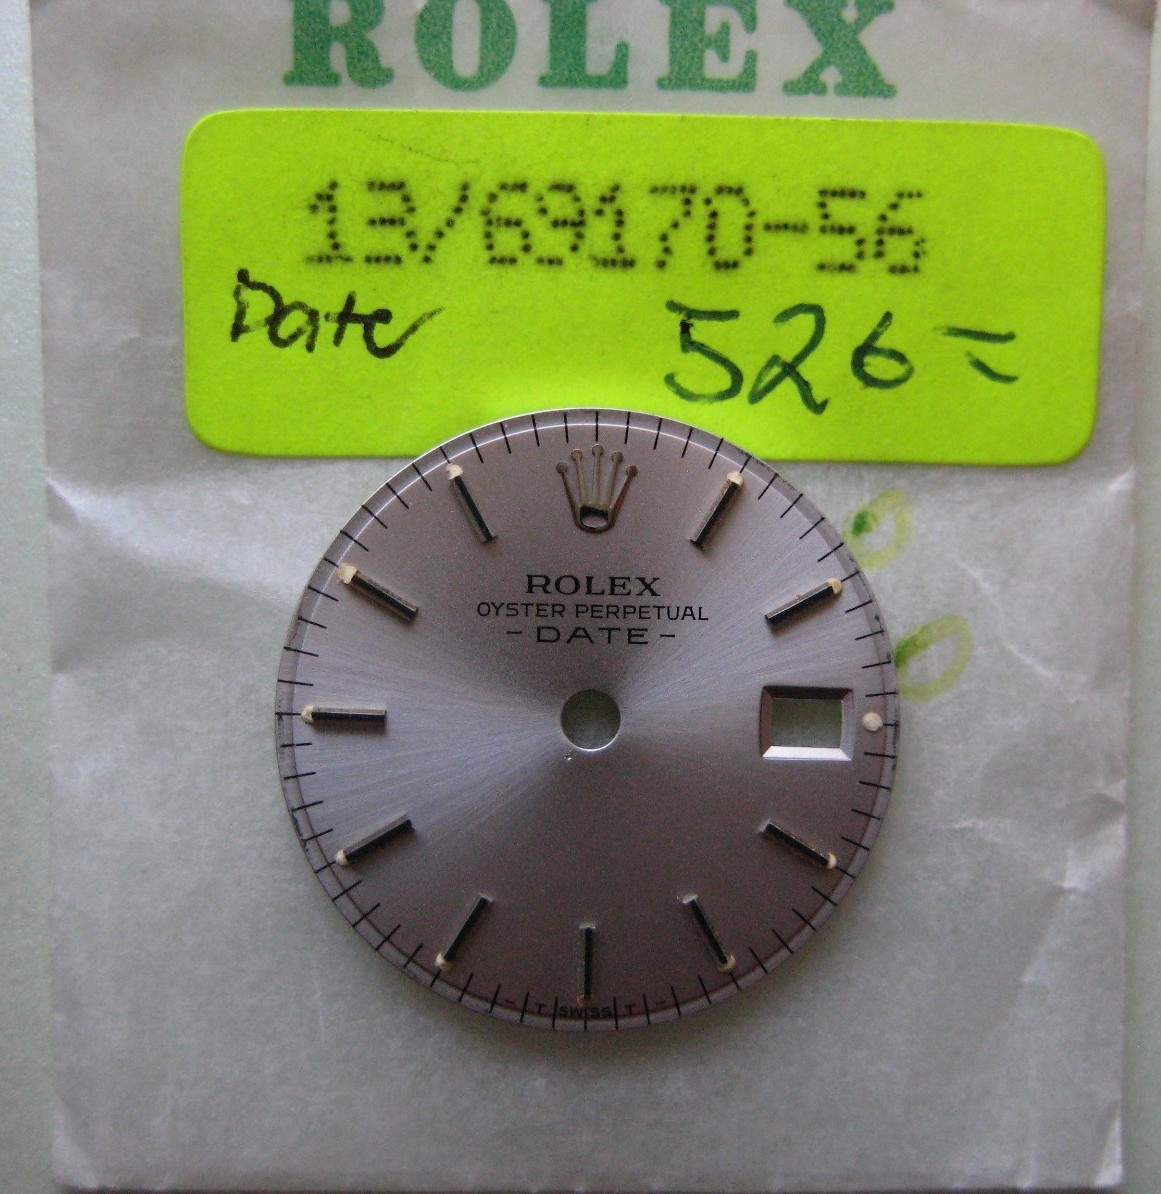 ROLEX
13/69170-56
Date 526=
ROLEX
OYSTER PERPETUAL
-DATE-
- T SWISS T -